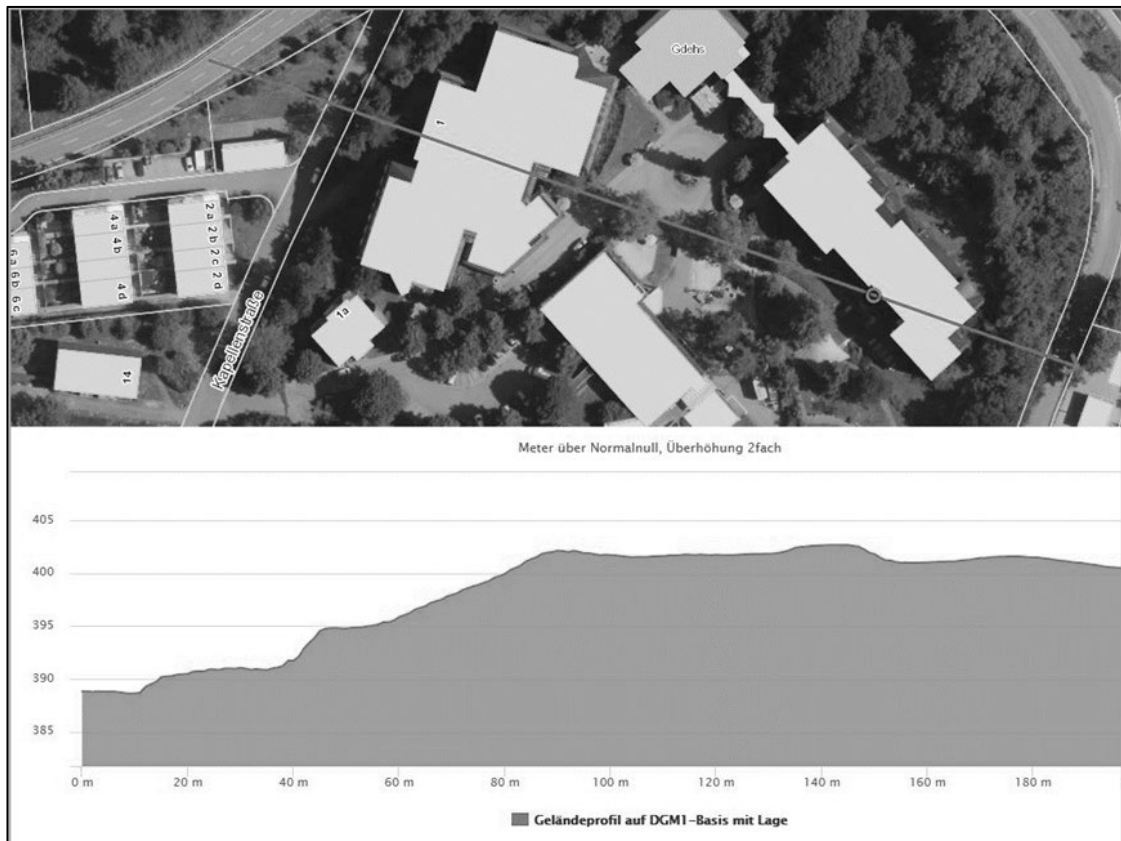 Gdehs
1
2 a
2 b
2 c
2 d
4 a
4 b
4 d
6 a
6 b
6 c
1a
14
Kapellenstraße
Meter über Normalnull, Überhöhung 2fach
405
400
395
390
385
0 m 20 m 40 m 60 m 80 m 100 m 120 m 140 m 160 m 180 m
Geländeprofil auf DGM1-Basis mit Lage